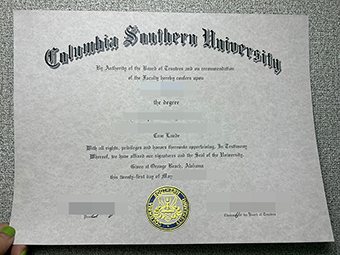 Columbia Southern University
By Authority of the Board of Trustees and on recommendation
of the Faculty hereby confers upon
the degree
Cum Laude
With all rights, privileges and honors thereunto appertaining. In Testimony
Whereof, we have affixed our signatures and the Seal of the University.
Given at Orange Beach, Alabama
this twenty-first day of May